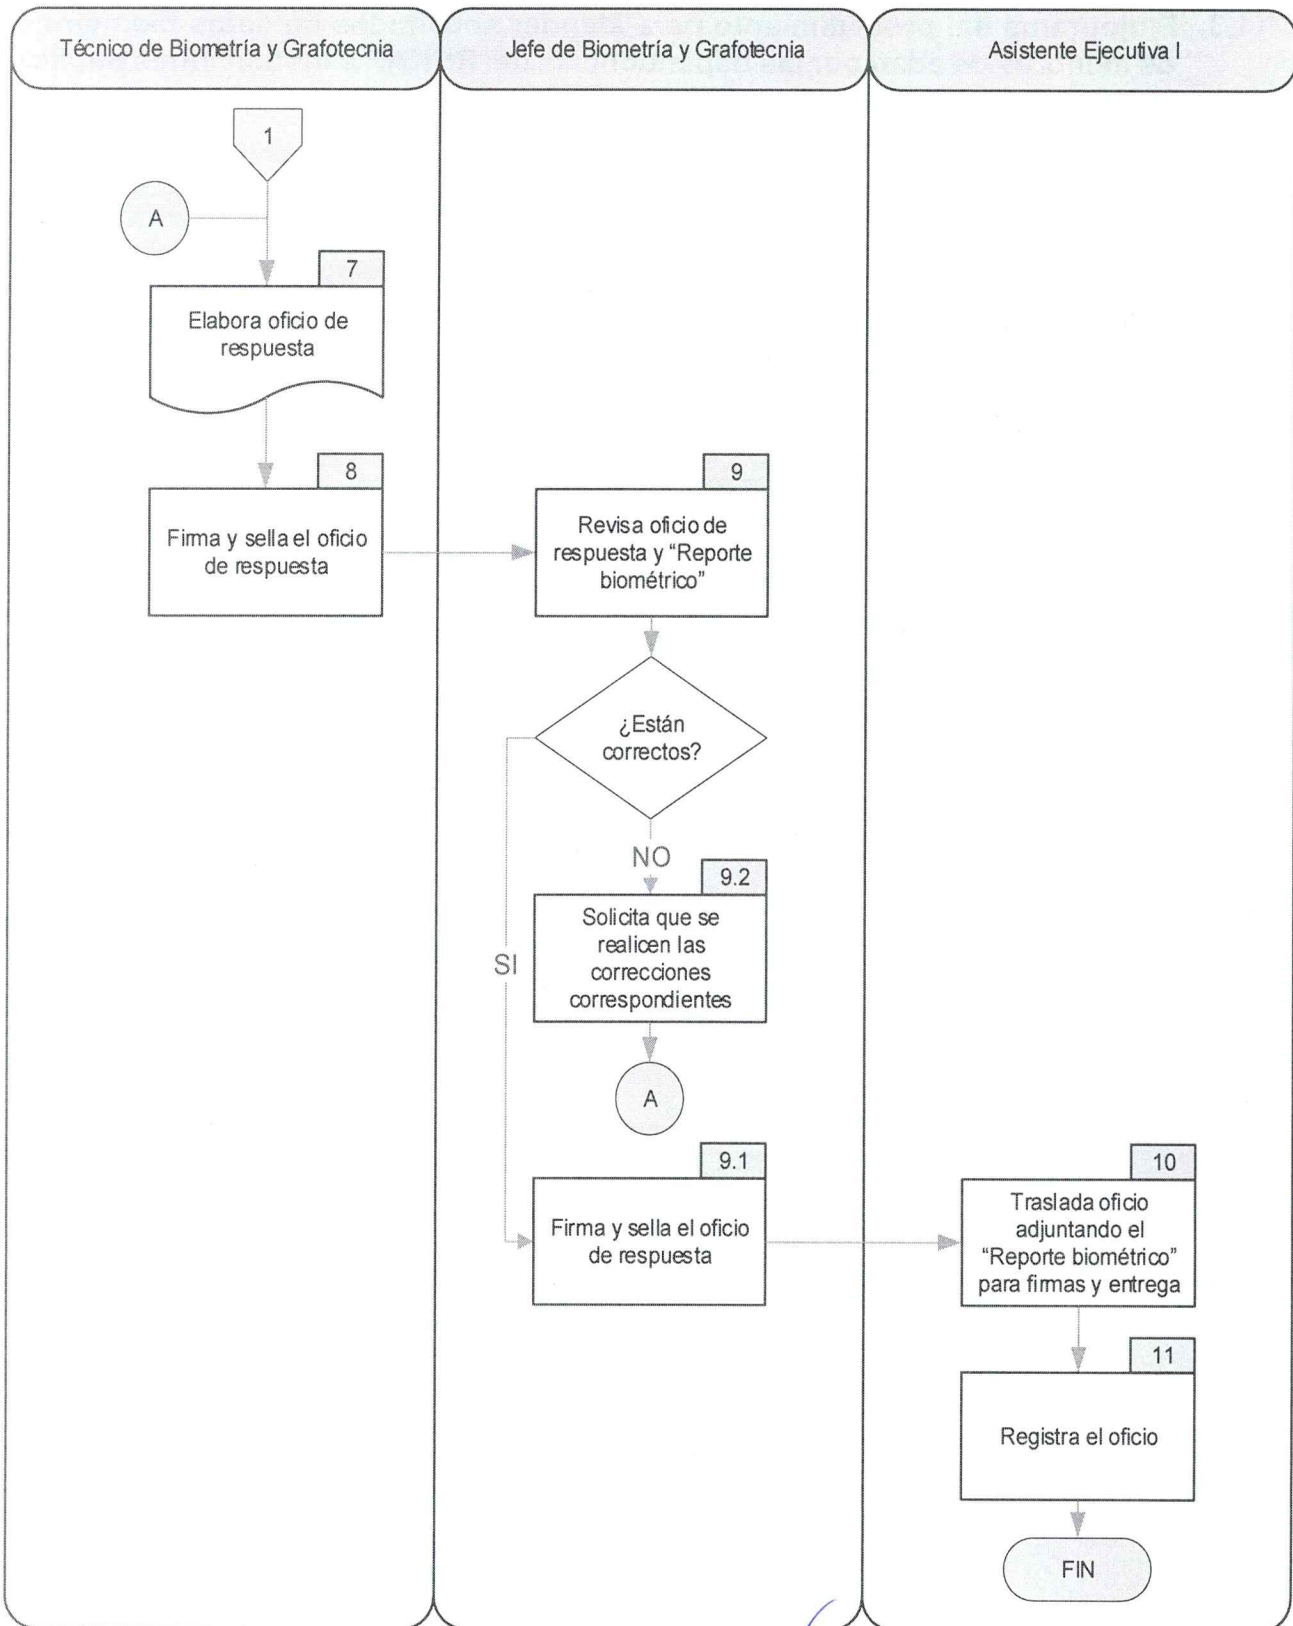 Técnico de Biometría y Grafotecnia
Jefe de Biometría y Grafotecnia
Asistente Ejecutiva I
1
A
7
Elabora oficio de
respuesta
8
Firma y sella el oficio
de respuesta
9
Revisa oficio de
respuesta y “Reporte
biométrico”
¿Están
correctos?
NO
SI
9.2
Solicita que se
realicen las
correcciones
correspondientes
A
9.1
Firma y sella el oficio
de respuesta
10
Traslada oficio
adjuntando el
“Reporte biométrico”
para firmas y entrega
11
Registra el oficio
FIN